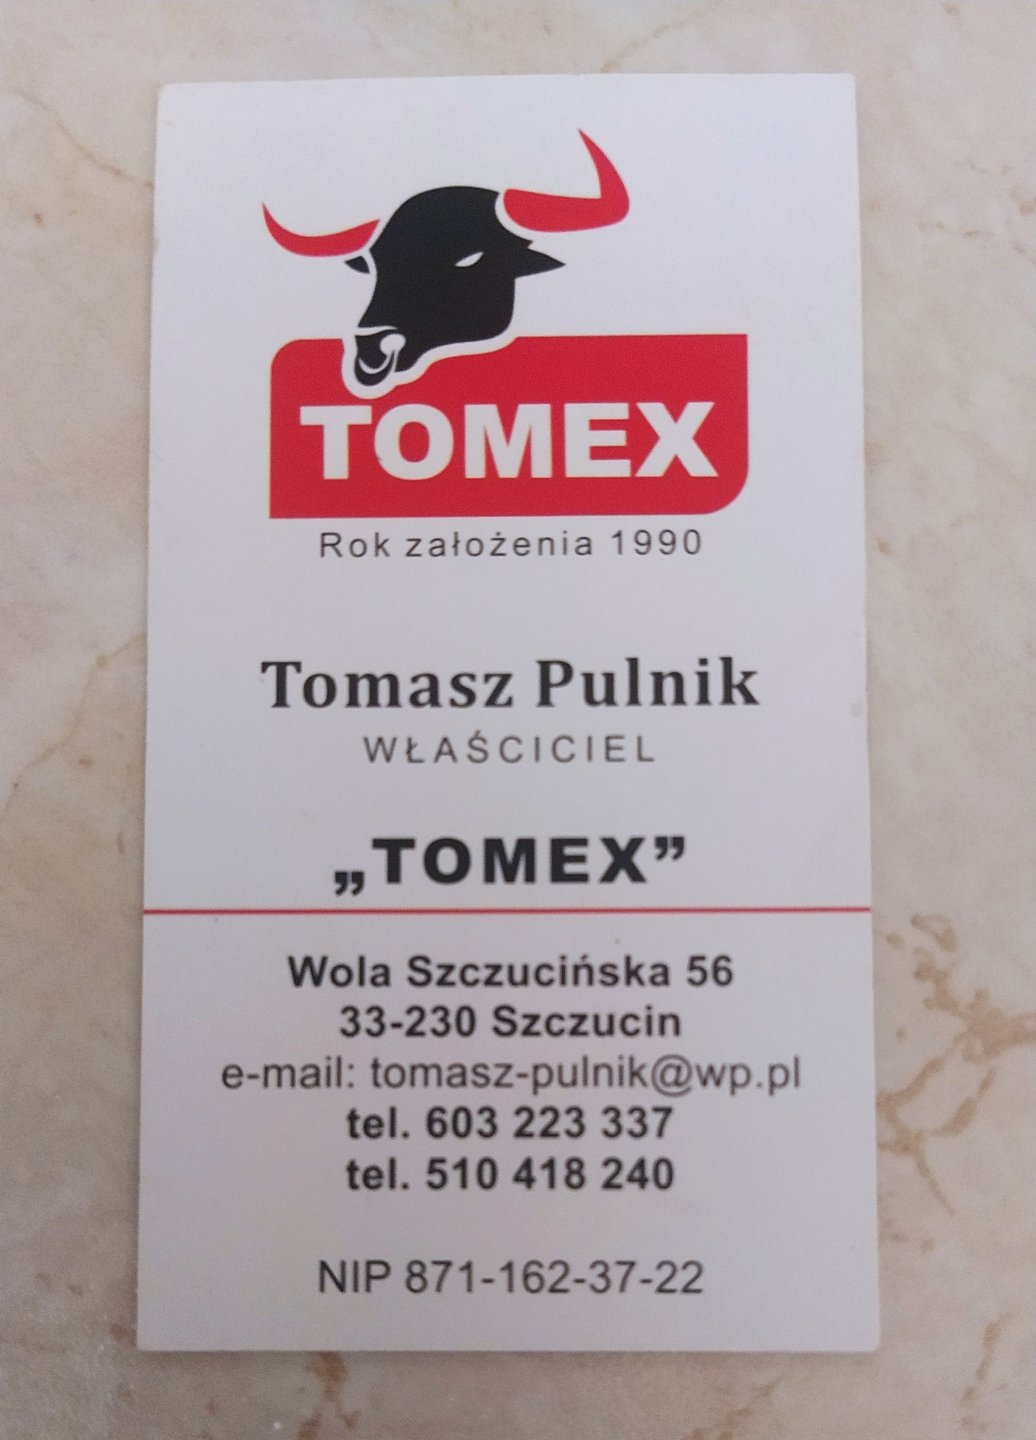 TOMEX
Rok założenia 1990
Tomasz Pulnik
WŁAŚCICIEL
„TOMEX”
Wola Szczucińska 56
33-230 Szczucin
e-mail: tomasz-pulnik@wp.pl
tel. 603 223 337
tel. 510 418 240
NIP 871-162-37-22